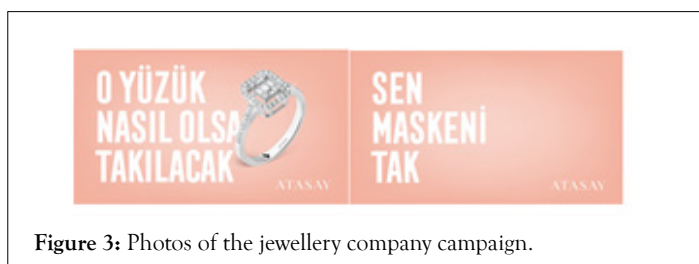 O YÜZÜK
NASIL OLSA
TAKILACAK
ATASAY
SEN
MASKENİ
TAK
ATASAY
Figure 3: Photos of the jewellery company campaign.